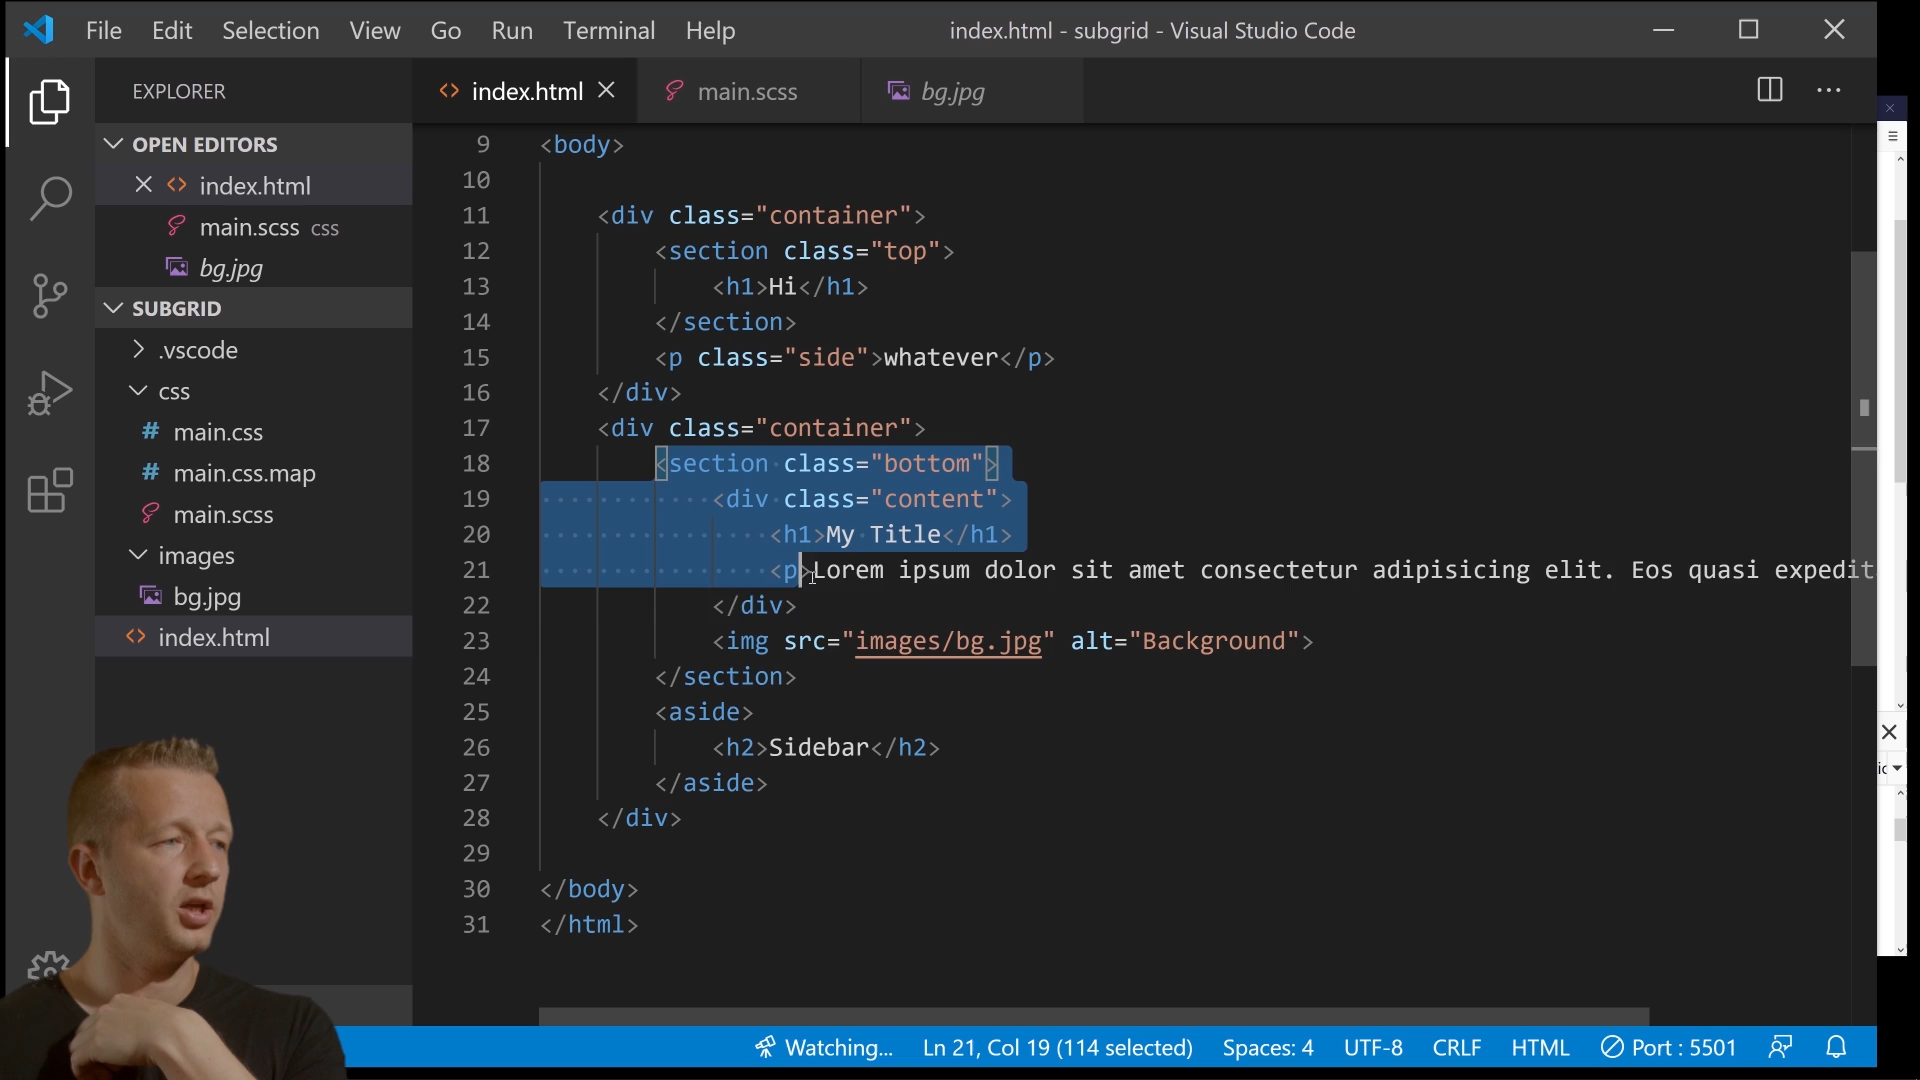 File Edit Selection View Go Run Terminal Help index.html - subgrid - Visual Studio Code
EXPLORER
OPEN EDITORS
index.html
main.scss css
bg.jpg
SUBGRID
.vscode
css
main.css
main.css.map
main.scss
images
bg.jpg
index.html
index.html main.scss bg.jpg
9 <body>
10
11 <div class="container">
12 <section class="top">
13 <h1>Hi</h1>
14 </section>
15 <p class="side">whatever</p>
16 </div>
17 <div class="container">
18 <section class="bottom">
19 <div class="content">
20 <h1>My Title</h1>
21 <p>Lorem ipsum dolor sit amet consectetur adipisicing elit. Eos quasi expedit
22 </div>
23 <img src="images/bg.jpg" alt="Background">
24 </section>
25 <aside>
26 <h2>Sidebar</h2>
27 </aside>
28 </div>
29
30 </body>
31 </html>
Watching... Ln 21, Col 19 (114 selected) Spaces: 4 UTF-8 CRLF HTML Port : 5501